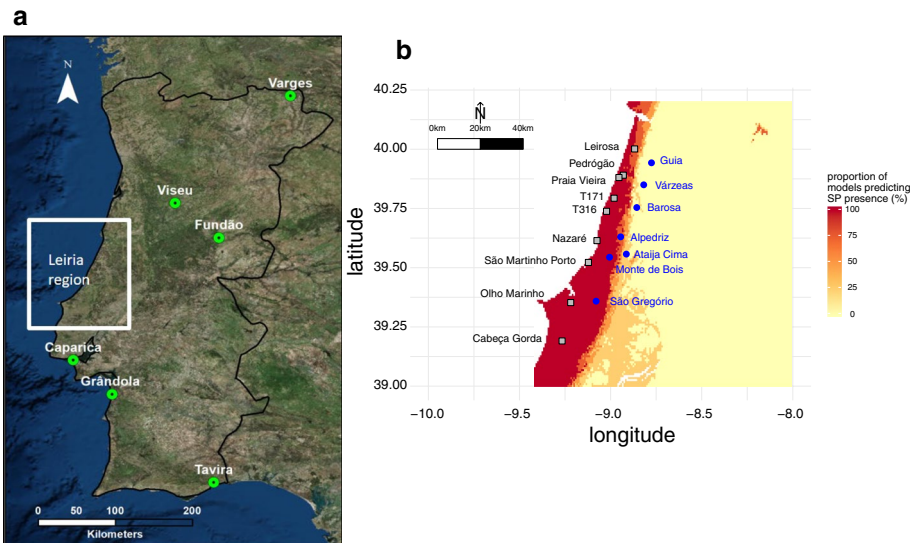 a
N
Varges
Viseu
Fundão
Leiria
region
Caparica
Grândola
Tavira
0 50 100 200
Kilometers
b
40.25
40.00
39.75
39.50
39.25
39.00
latitude
N
0km 20km 40km
Leirosa
Pedrógão
Praia Vieira
T171
T316
Nazaré
São Martinho Porto
Olho Marinho
Cabeça Gorda
Guia
Várzeas
Barosa
Alpedriz
Ataija Cima
Monte de Bois
São Gregório
−10.0 −9.5 −9.0 −8.5 −8.0
longitude
proportion of
models predicting
SP presence (%)
100
75
50
25
0